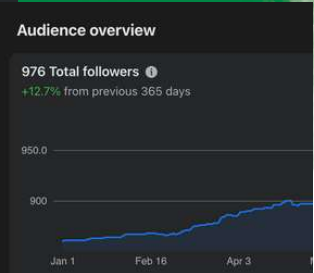 Audience overview
976 Total followers
+12.7% from previous 365 days
950.0
900
Jan 1 Feb 16 Apr 3